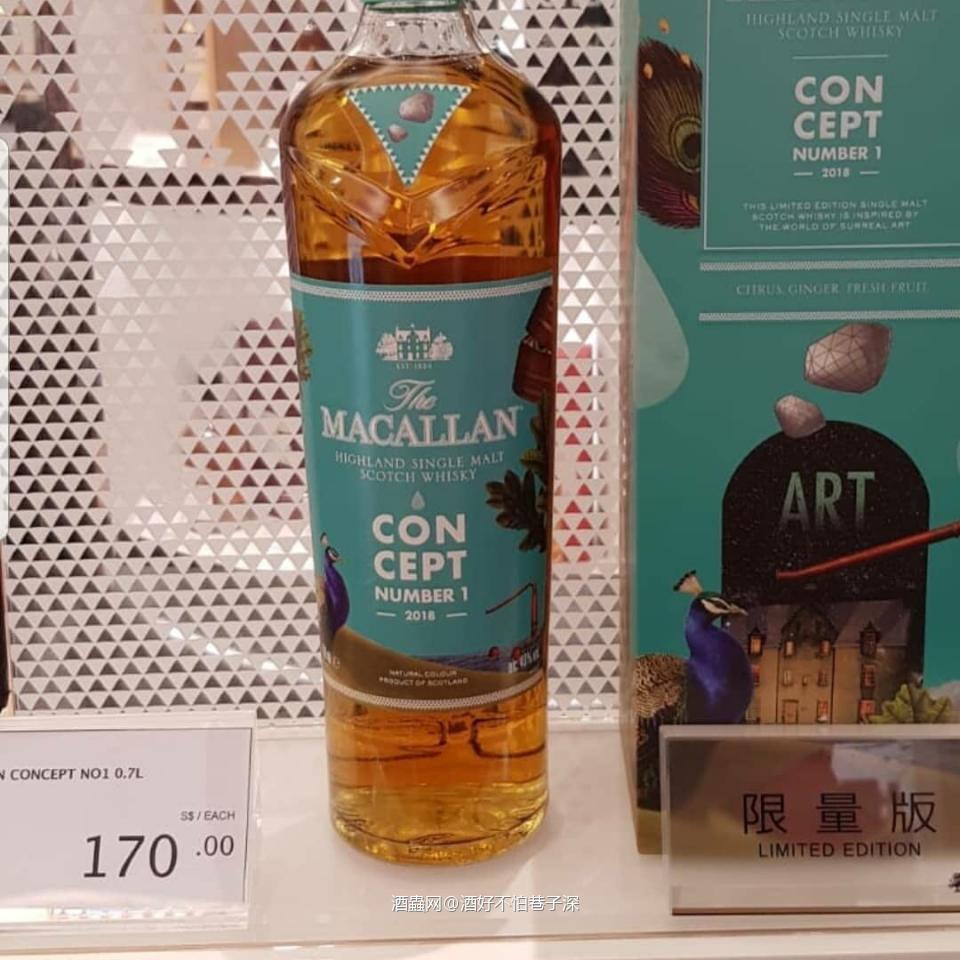 EST. 1824
The
MACALLAN
HIGHLAND SINGLE MALT
SCOTCH WHISKY
CON
CEPT
NUMBER 1
2018
NATURAL COLOUR
PRODUCT OF SCOTLAND
HIGHLAND SINGLE MALT
SCOTCH WHISKY
CON
CEPT
NUMBER 1
2018
THIS LIMITED EDITION SINGLE MALT
SCOTCH WHISKY IS INSPIRED BY
THE WORLD OF SURREAL ART
CITRUS, GINGER, FRESH FRUIT
ART
N CONCEPT NO1 0.7L
S$ / EACH
170.00
限量版
LIMITED EDITION
酒蟲网@酒好不怕巷子深